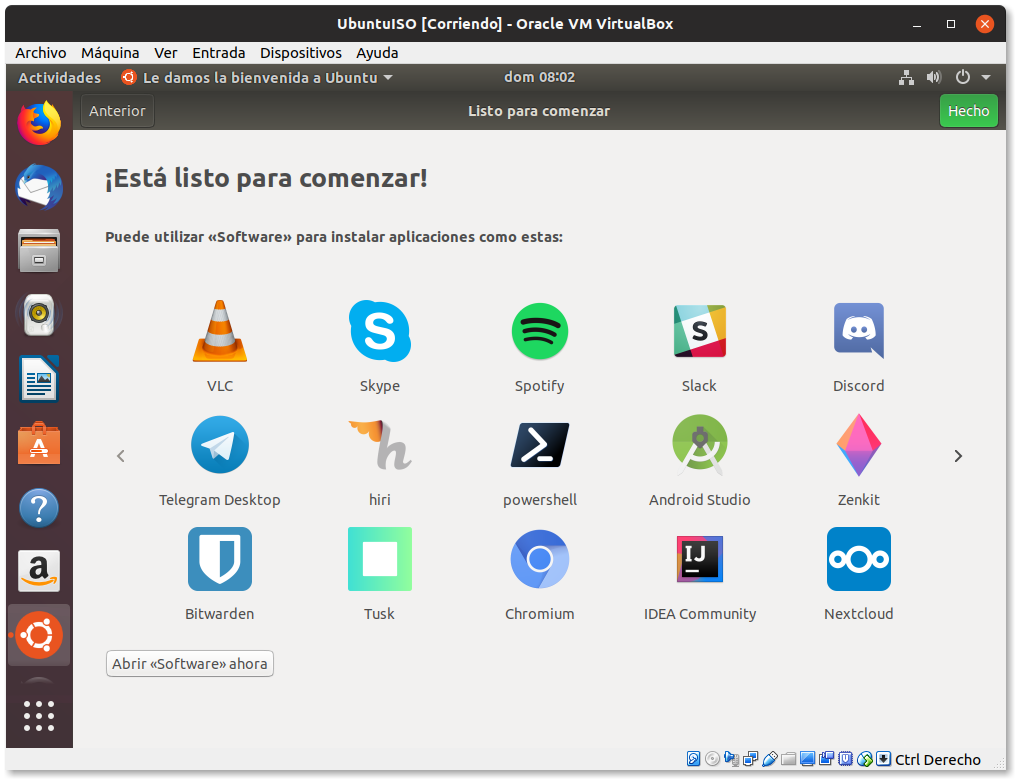 UbuntuISO [Corriendo] - Oracle VM VirtualBox
Archivo Máquina Ver Entrada Dispositivos Ayuda
Actividades Le damos la bienvenida a Ubuntu dom 08:02
Anterior Listo para comenzar Hecho
¡Está listo para comenzar!
Puede utilizar «Software» para instalar aplicaciones como estas:
VLC Skype Spotify Slack Discord
Telegram Desktop hiri powershell Android Studio Zenkit
Bitwarden Tusk Chromium IDEA Community Nextcloud
Abrir «Software» ahora
Ctrl Derecho